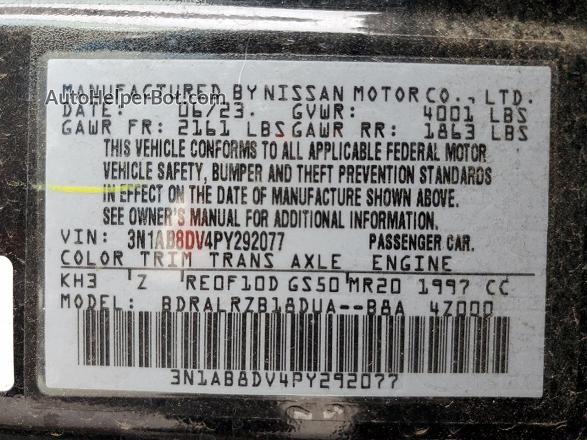 MANUFACTURED BY NISSAN MOTOR CO., LTD.
AutoHelperBot.com
DATE: 06/23. GVWR: 4001 LBS
GAWR FR: 2161 LBS GAWR RR: 1863 LBS
THIS VEHICLE CONFORMS TO ALL APPLICABLE FEDERAL MOTOR
VEHICLE SAFETY, BUMPER AND THEFT PREVENTION STANDARDS
IN EFFECT ON THE DATE OF MANUFACTURE SHOWN ABOVE.
SEE OWNER'S MANUAL FOR ADDITIONAL INFORMATION.
VIN: 3N1AB8DV4PY292077 PASSENGER CAR.
COLOR TRIM TRANS AXLE ENGINE
KH3 Z RE0F10D GS50 MR20 1997 CC
MODEL: BDRALRZB18DUA--B8A 4Z000
3N1AB8DV4PY292077